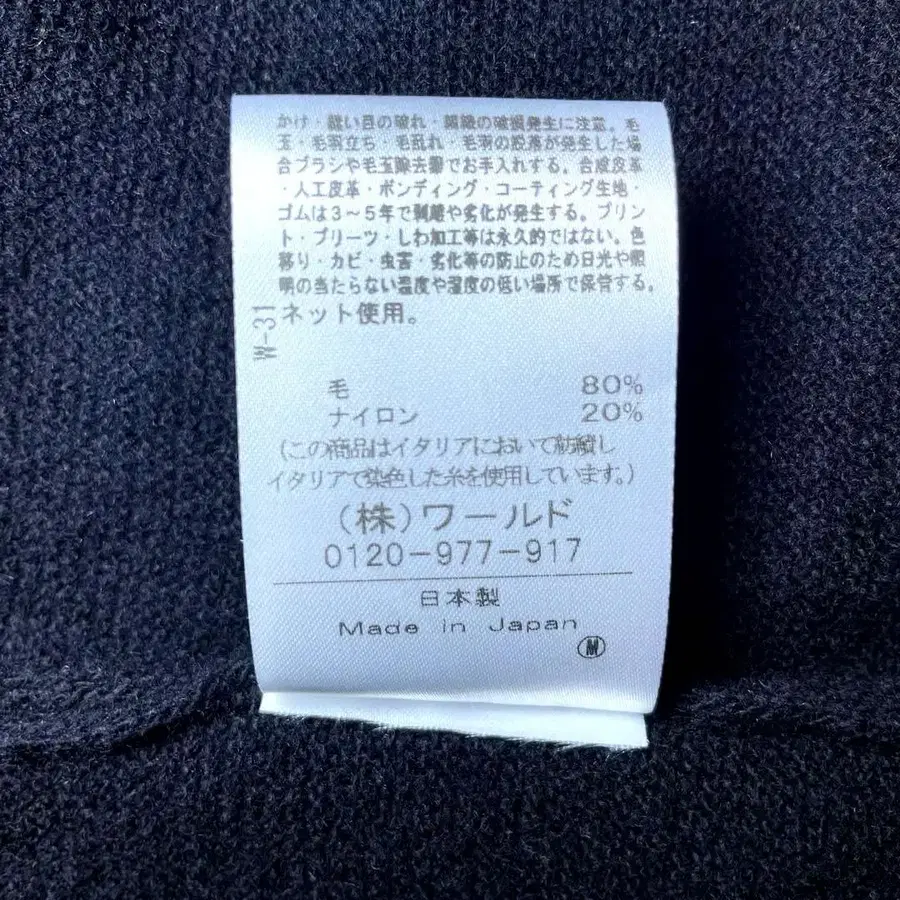 かけ・縫い目の破れ・組織の破損発生に注意。毛
玉・毛羽立ち・毛乱れ・毛羽の脱落が発生した場
合ブラシや毛玉除去器でお手入れする。合成皮革
・人工皮革・ボンディング・コーティング生地・
ゴムは3～5年で剥離や劣化が発生する。プリン
ト・プリーツ・しわ加工等は永久的ではない。色
移り・カビ・虫害・劣化等の防止のため日光や照
明の当たらない温度や湿度の低い場所で保管する。
ネット使用。
W-31
毛 80%
ナイロン 20%
(この商品はイタリアにおいて紡績し
イタリアで染色した糸を使用しています。)
(株)ワールド
0120-977-917
日本製
Made in Japan
M